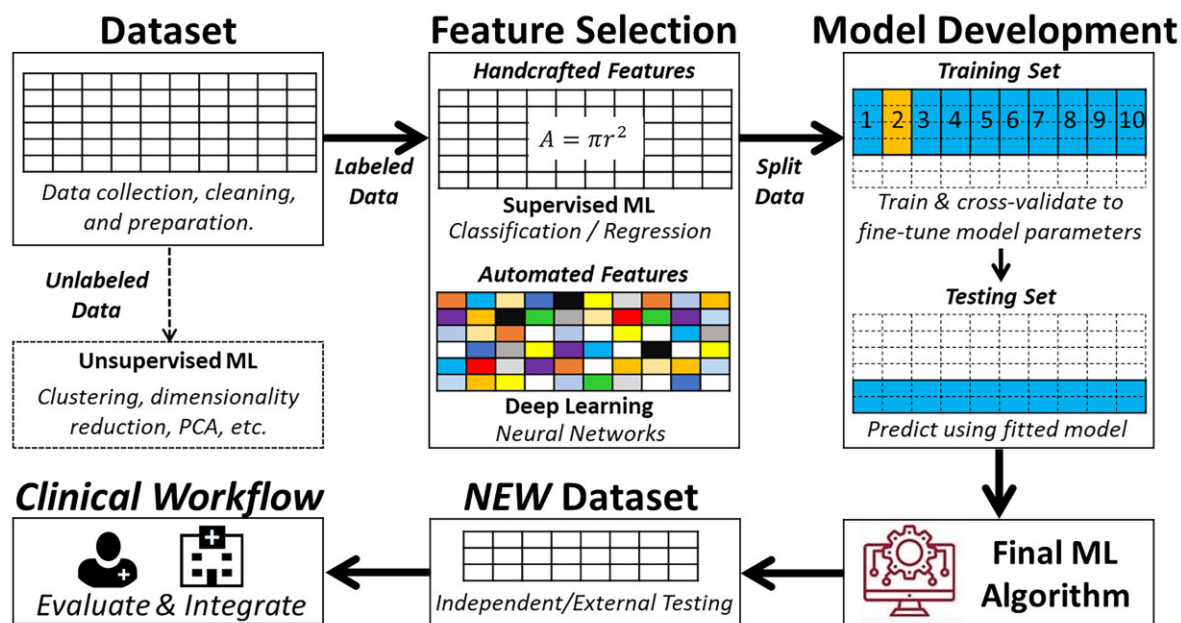 Dataset
Data collection, cleaning,
and preparation.
Unlabeled
Data
Unsupervised ML
Clustering, dimensionality
reduction, PCA, etc.
Labeled
Data
Feature Selection
Handcrafted Features
A = πr²
Supervised ML
Classification / Regression
Automated Features
Deep Learning
Neural Networks
Split
Data
Model Development
Training Set
1 2 3 4 5 6 7 8 9 10
Train & cross-validate to
fine-tune model parameters
Testing Set
Predict using fitted model
Final ML
Algorithm
NEW Dataset
Independent/External Testing
Clinical Workflow
Evaluate & Integrate